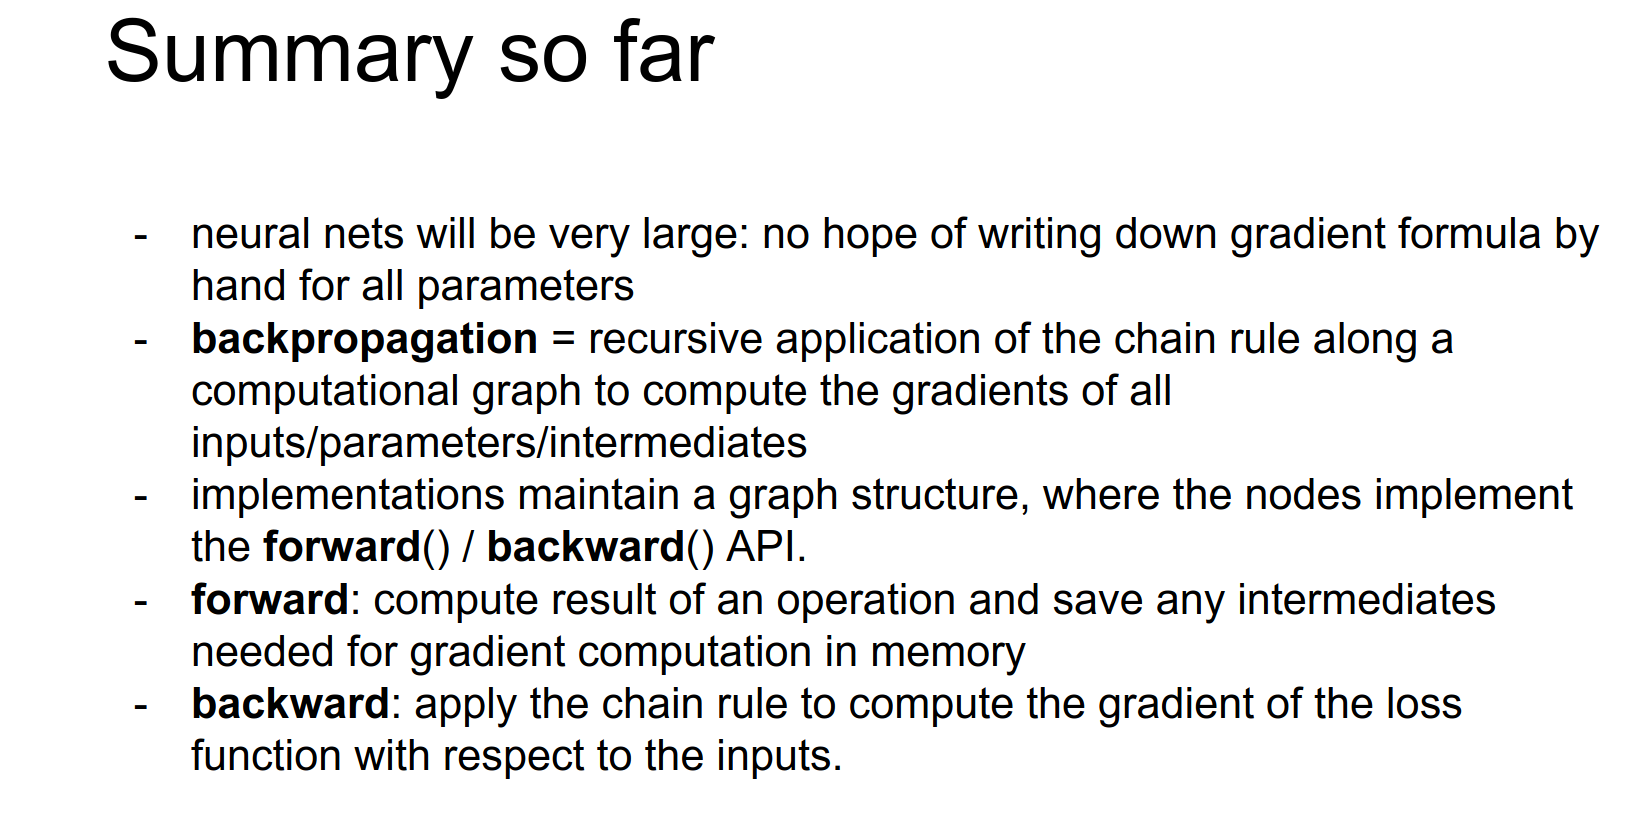 Summary so far
- neural nets will be very large: no hope of writing down gradient formula by
hand for all parameters
- backpropagation = recursive application of the chain rule along a
computational graph to compute the gradients of all
inputs/parameters/intermediates
- implementations maintain a graph structure, where the nodes implement
the forward() / backward() API.
- forward: compute result of an operation and save any intermediates
needed for gradient computation in memory
- backward: apply the chain rule to compute the gradient of the loss
function with respect to the inputs.